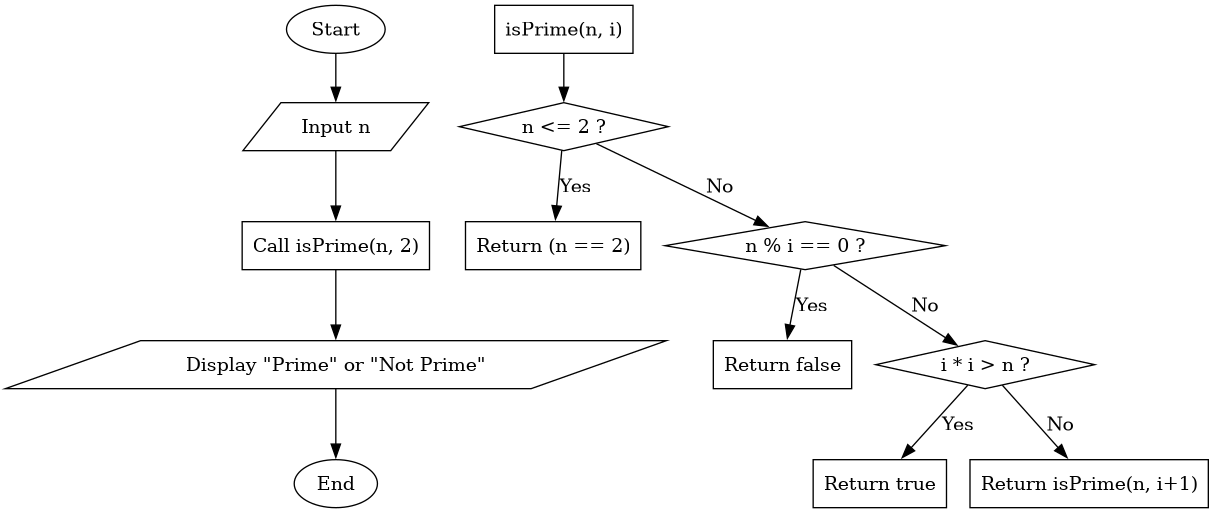 Start
Input n
Call isPrime(n, 2)
Display "Prime" or "Not Prime"
End
isPrime(n, i)
n <= 2 ?
Yes
No
Return (n == 2)
n % i == 0 ?
Yes
No
Return false
i * i > n ?
Yes
No
Return true
Return isPrime(n, i+1)